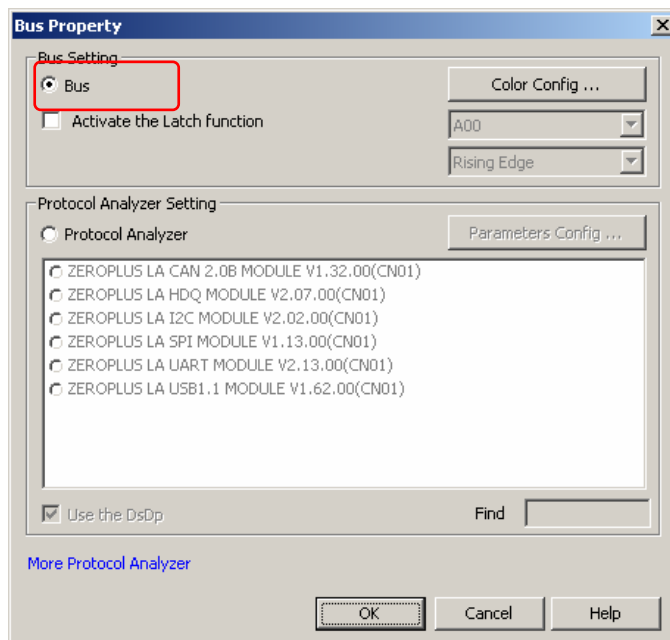 Bus Property
Bus Setting
Bus
Color Config ...
Activate the Latch function
A00
Rising Edge
Protocol Analyzer Setting
Protocol Analyzer
Parameters Config ...
ZEROPLUS LA CAN 2.0B MODULE V1.32.00(CN01)
ZEROPLUS LA HDQ MODULE V2.07.00(CN01)
ZEROPLUS LA I2C MODULE V2.02.00(CN01)
ZEROPLUS LA SPI MODULE V1.13.00(CN01)
ZEROPLUS LA UART MODULE V2.13.00(CN01)
ZEROPLUS LA USB1.1 MODULE V1.62.00(CN01)
Use the DsDp
Find
More Protocol Analyzer
OK
Cancel
Help